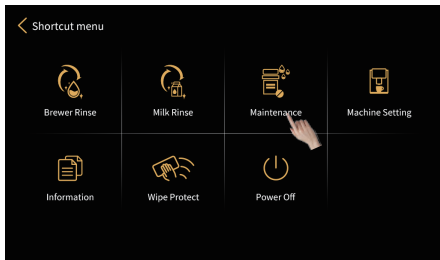 Shortcut menu
Brewer Rinse
Milk Rinse
Maintenance
Machine Setting
Information
Wipe Protect
Power Off